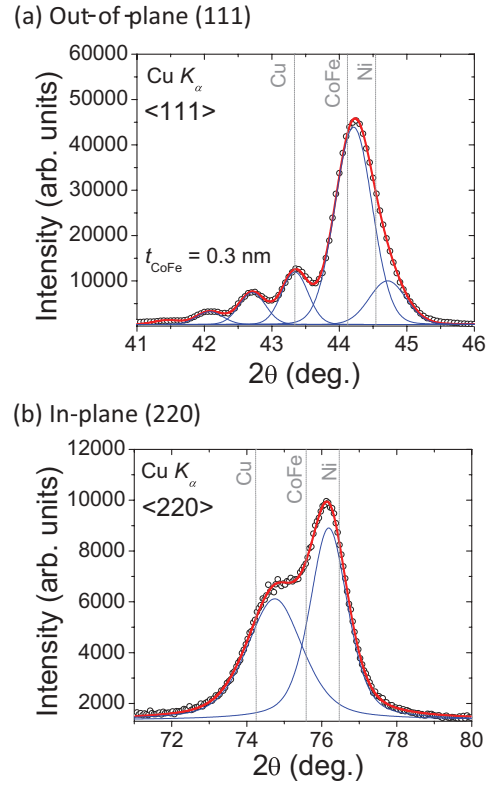 (a) Out-of-plane (111)
60000
50000
40000
30000
20000
10000
Intensity (arb. units)
Cu Kα
<111>
Cu
CoFe
Ni
tCoFe = 0.3 nm
41 42 43 44 45 46
2θ (deg.)
(b) In-plane (220)
12000
10000
8000
6000
4000
2000
Intensity (arb. units)
Cu Kα
<220>
Cu
CoFe
Ni
72 74 76 78 80
2θ (deg.)